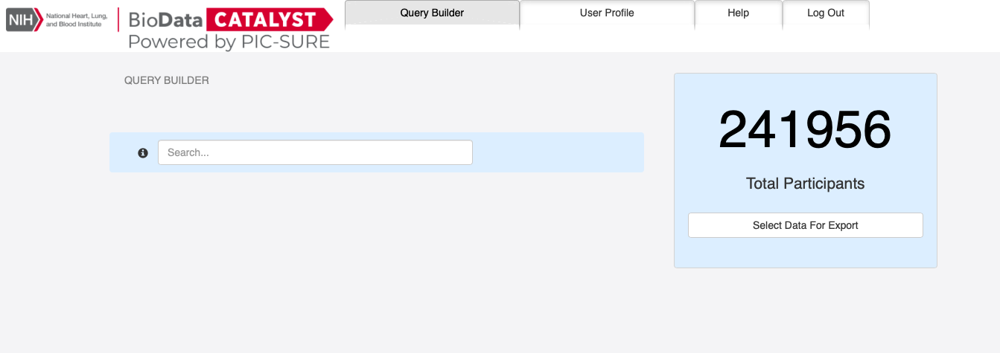 NIH National Heart, Lung, and Blood Institute
BioData CATALYST
Powered by PIC-SURE
Query Builder
User Profile
Help
Log Out
QUERY BUILDER
Search...
241956
Total Participants
Select Data For Export